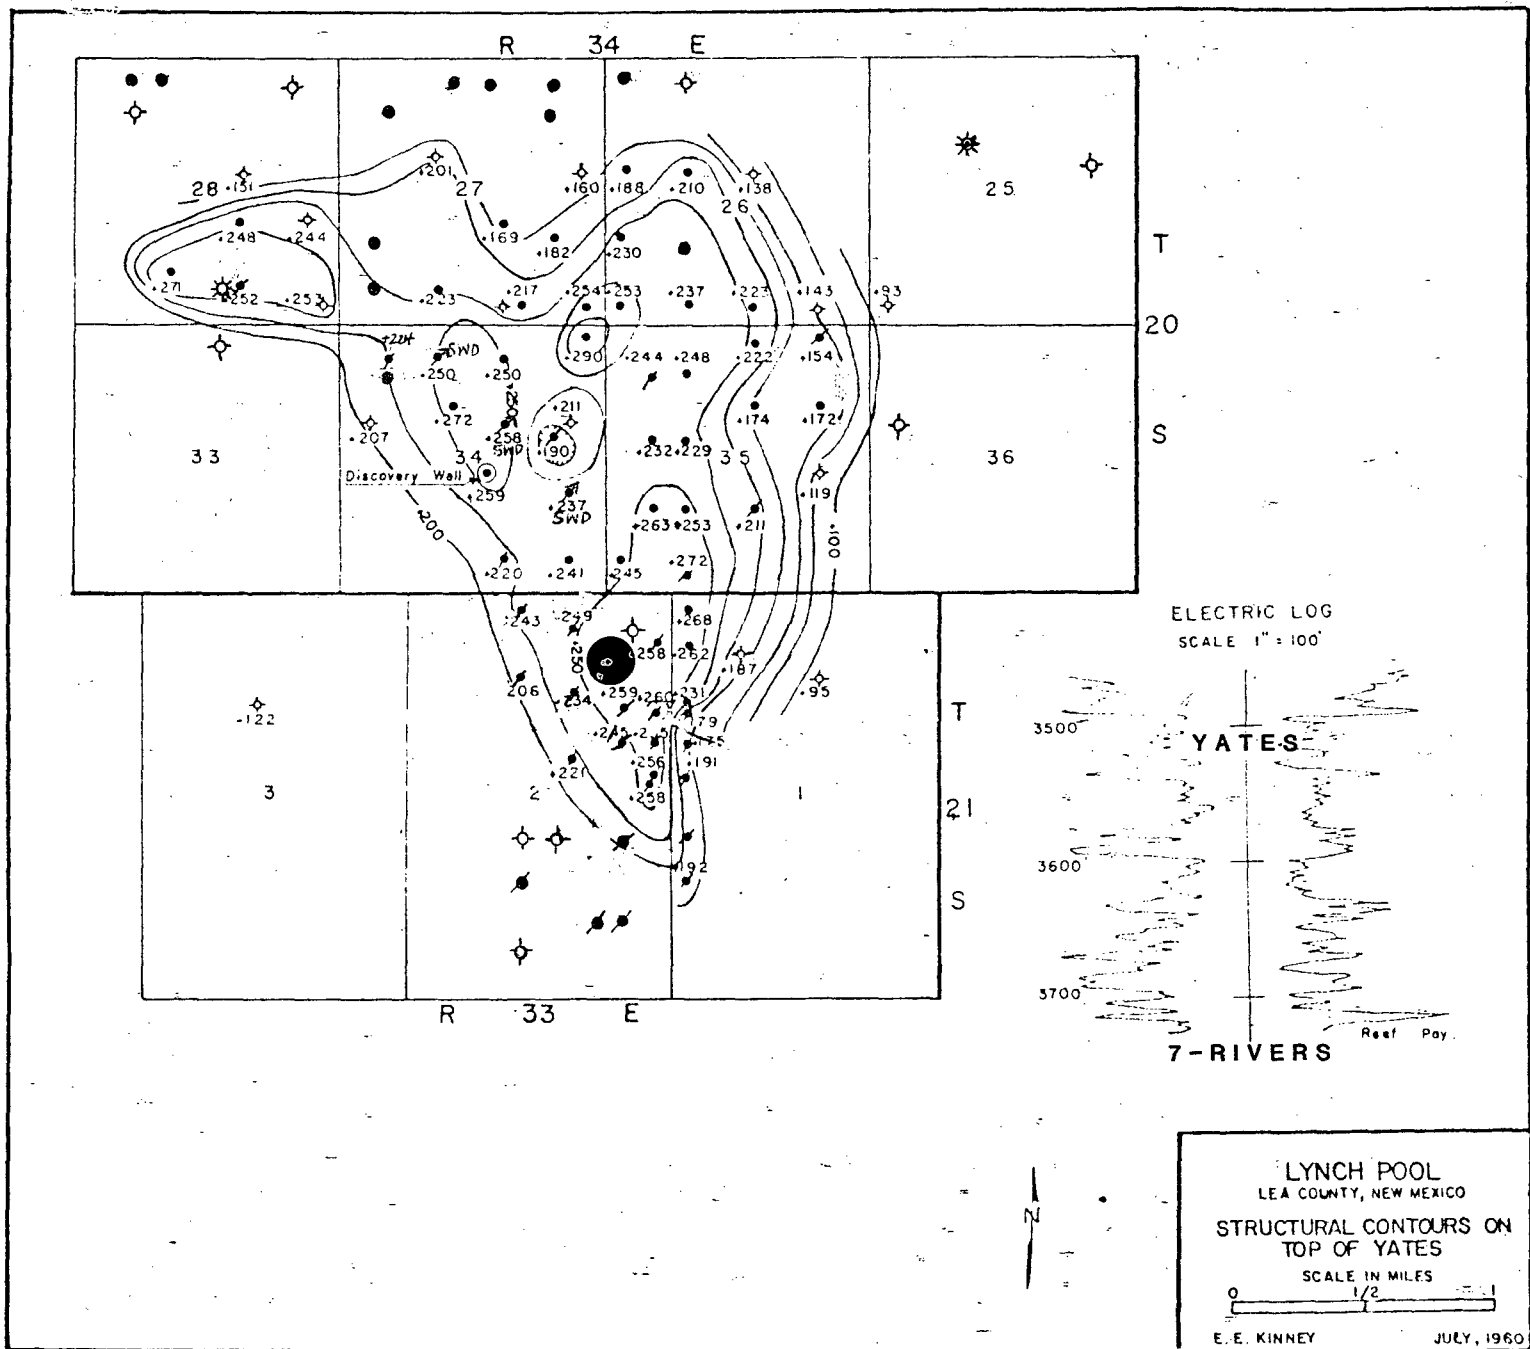 R 34 E
+201
28 +151
27
+160 +188 +210 +138
26
25
+248 +244
+169
+182 +230
T
+271
+252 +253
+223
+217 +254 +253 +237 +223 +143 +93
20
+224
SWD
+250 +250
+290 +244 +248 +222 +154
+250
+272
+211
+174 +172
S
+207
+258
SWD
+190
+232 +229
33
34
35
36
Discovery Well
+259
+237
SWD
+119
+200
+263 +253 +211
+100
+272
+220 +241 +245
+243 +249 +268
+250
+258 +262
+187
206 +234 +259 +260 +231
+95
-122
+179
+245
+175
T
+221 +256 +191
3
2
+258
1
21
+192
S
R 33 E
ELECTRIC LOG
SCALE 1" = 100'
3500
YATES
3600
3700
Reef Pay
7-RIVERS
N
LYNCH POOL
LEA COUNTY, NEW MEXICO
STRUCTURAL CONTOURS ON
TOP OF YATES
SCALE IN MILES
0 1/2 1
E. E. KINNEY JULY, 1960